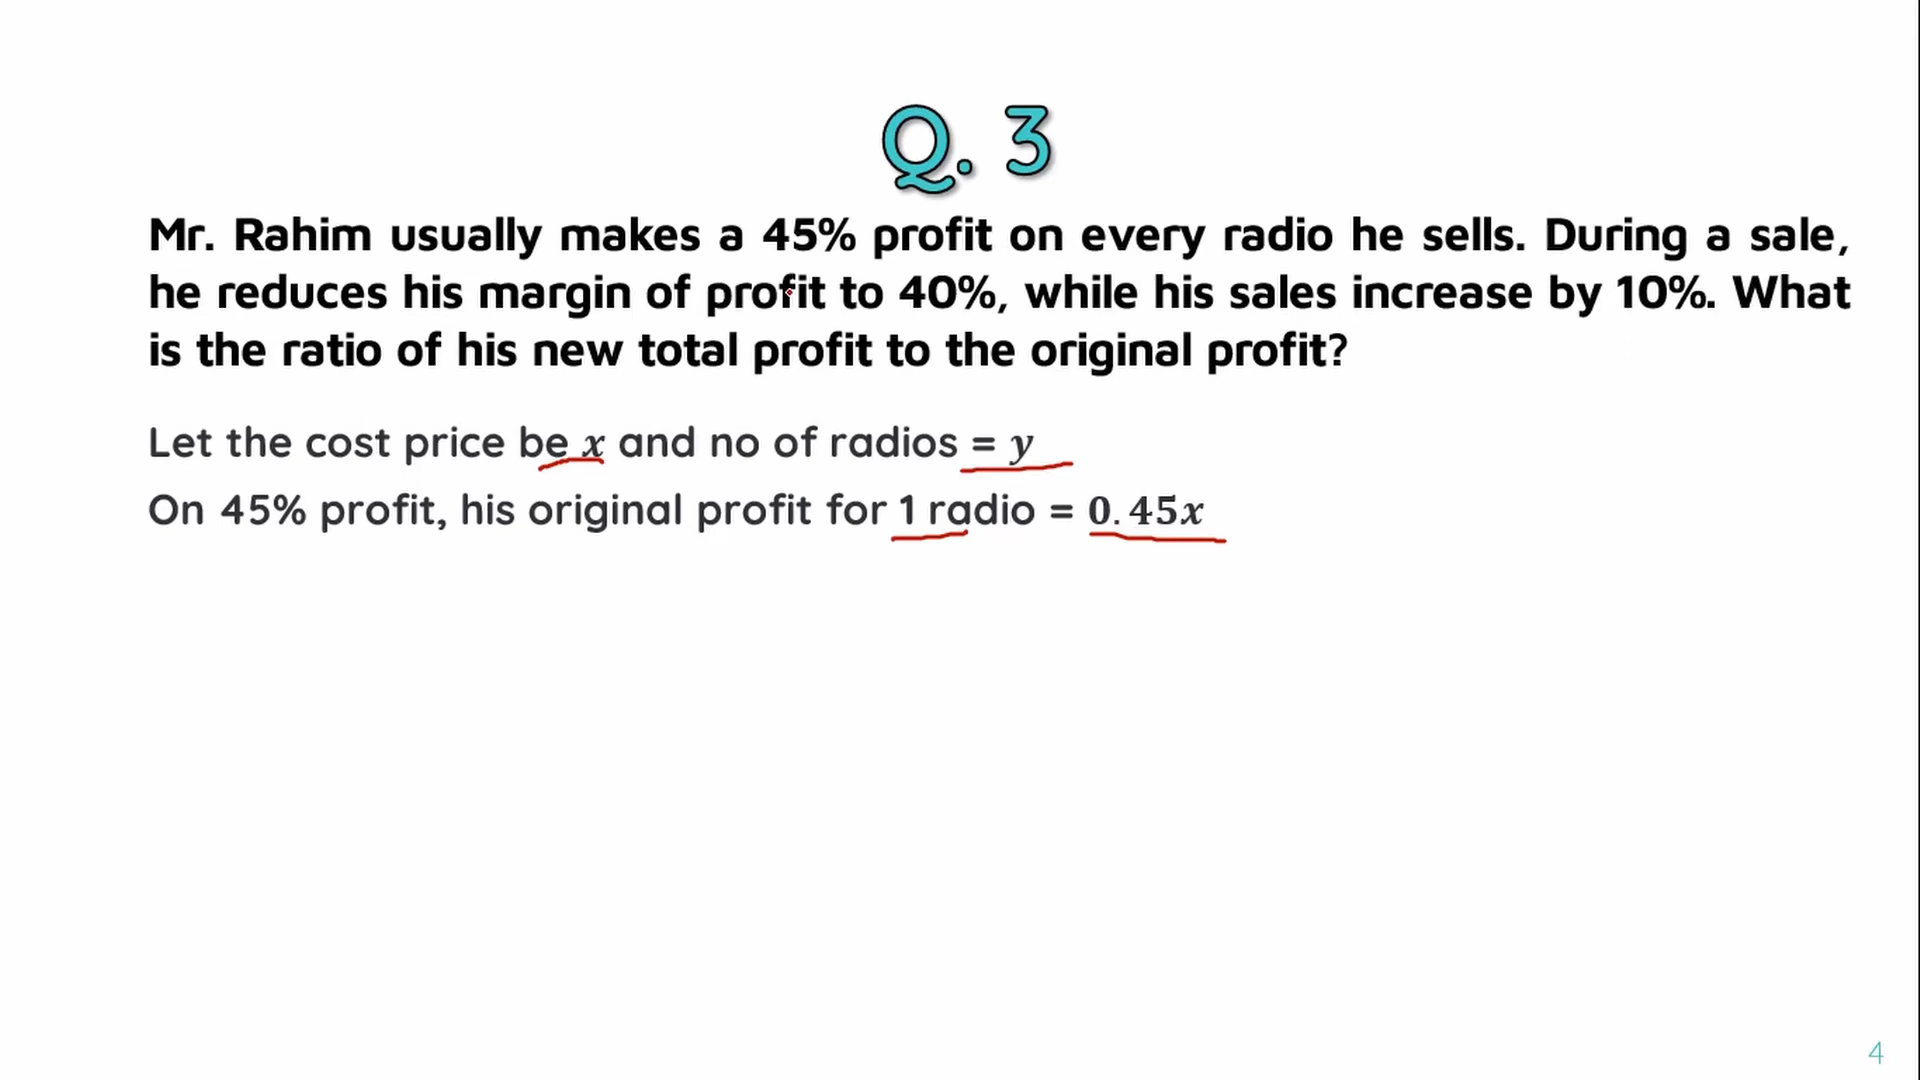 Q. 3
Mr. Rahim usually makes a 45% profit on every radio he sells. During a sale,
he reduces his margin of profit to 40%, while his sales increase by 10%. What
is the ratio of his new total profit to the original profit?
Let the cost price be x and no of radios = y
On 45% profit, his original profit for 1 radio = 0.45x
4